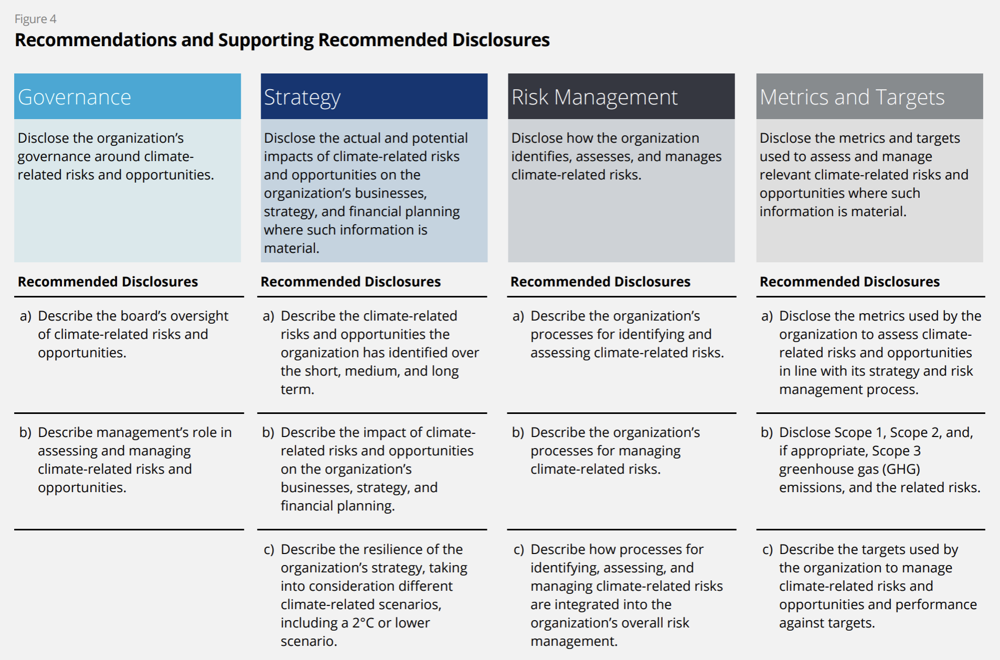 Figure 4
Recommendations and Supporting Recommended Disclosures
Governance
Disclose the organization’s
governance around climate-
related risks and opportunities.
Recommended Disclosures
a) Describe the board’s oversight
of climate-related risks and
opportunities.
b) Describe management’s role in
assessing and managing
climate-related risks and
opportunities.
Strategy
Disclose the actual and potential
impacts of climate-related risks
and opportunities on the
organization’s businesses,
strategy, and financial planning
where such information is
material.
Recommended Disclosures
a) Describe the climate-related
risks and opportunities the
organization has identified over
the short, medium, and long
term.
b) Describe the impact of climate-
related risks and opportunities
on the organization’s
businesses, strategy, and
financial planning.
c) Describe the resilience of the
organization’s strategy, taking
into consideration different
climate-related scenarios,
including a 2°C or lower
scenario.
Risk Management
Disclose how the organization
identifies, assesses, and manages
climate-related risks.
Recommended Disclosures
a) Describe the organization’s
processes for identifying and
assessing climate-related risks.
b) Describe the organization’s
processes for managing
climate-related risks.
c) Describe how processes for
identifying, assessing, and
managing climate-related risks
are integrated into the
organization’s overall risk
management.
Metrics and Targets
Disclose the metrics and targets
used to assess and manage
relevant climate-related risks and
opportunities where such
information is material.
Recommended Disclosures
a) Disclose the metrics used by the
organization to assess climate-
related risks and opportunities
in line with its strategy and risk
management process.
b) Disclose Scope 1, Scope 2, and,
if appropriate, Scope 3
greenhouse gas (GHG)
emissions, and the related risks.
c) Describe the targets used by
the organization to manage
climate-related risks and
opportunities and performance
against targets.